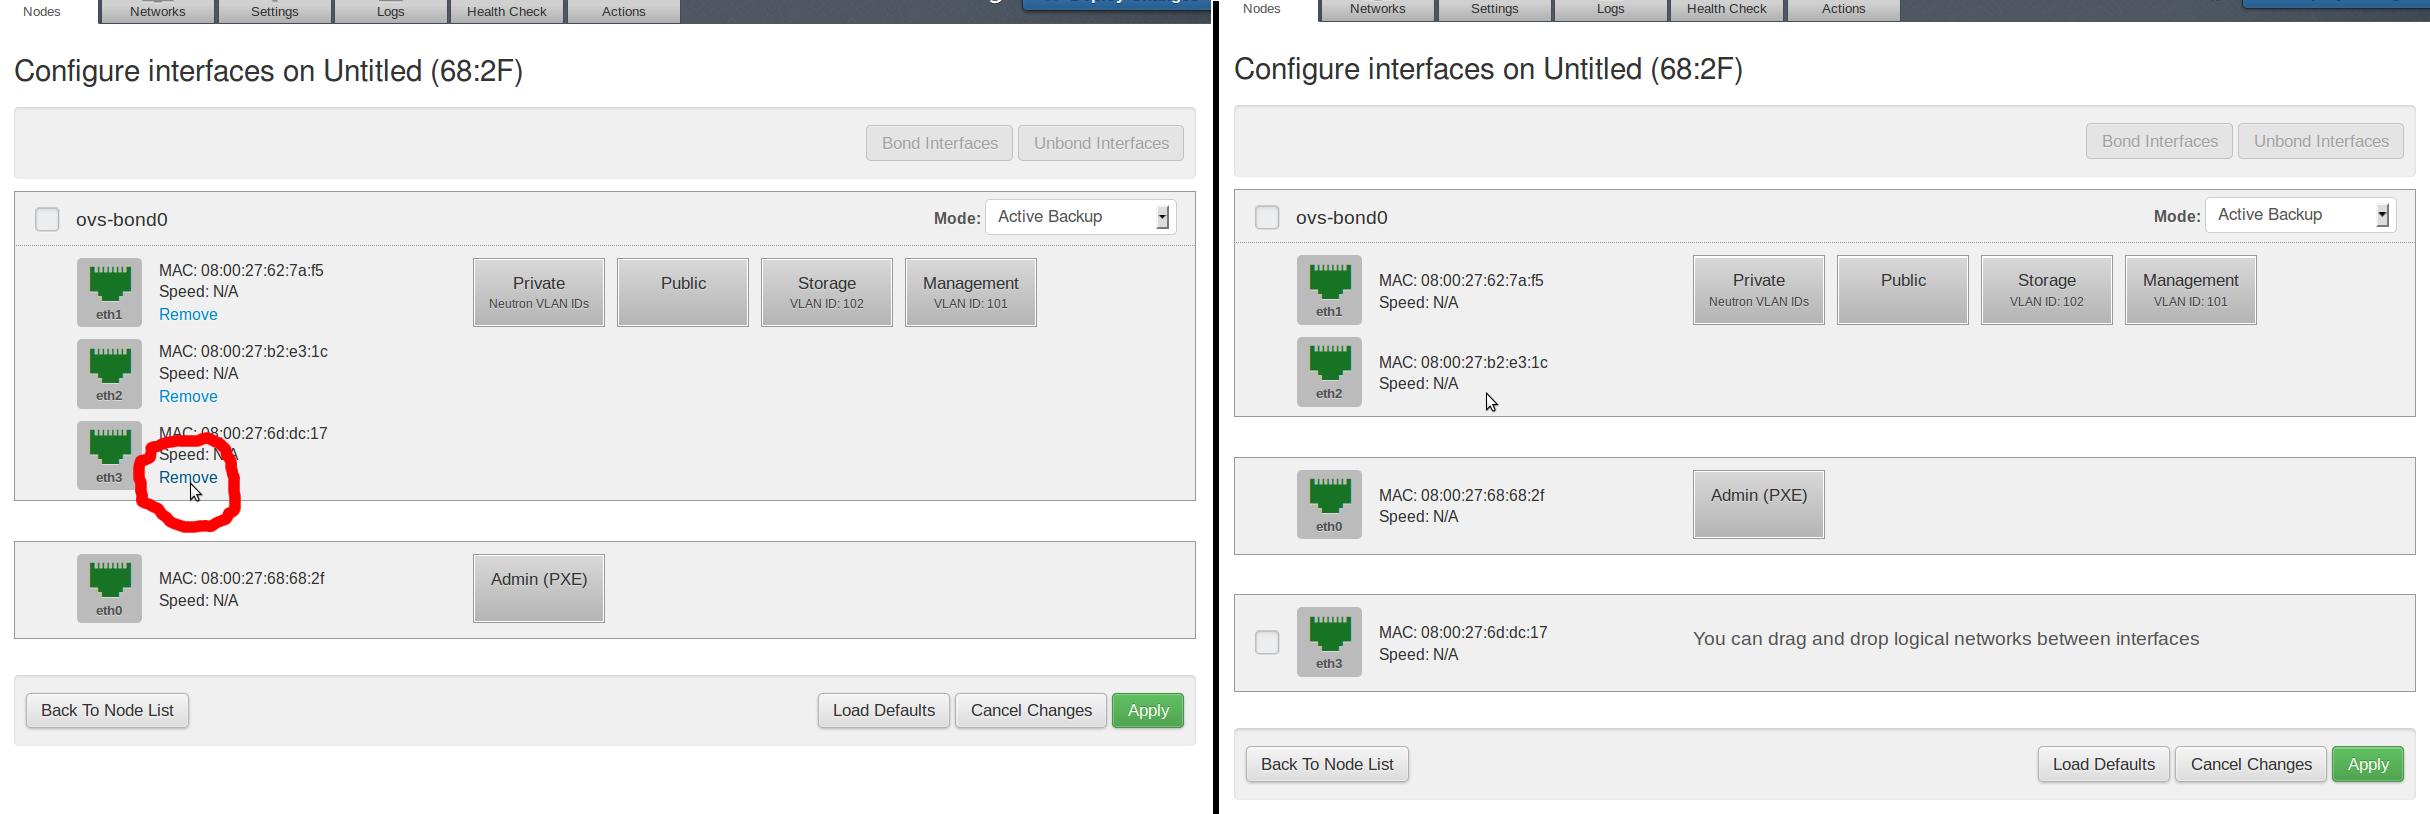 Nodes Networks Settings Logs Health Check Actions
Configure interfaces on Untitled (68:2F)
Bond Interfaces Unbond Interfaces
ovs-bond0 Mode: Active Backup
MAC: 08:00:27:62:7a:f5
Speed: N/A
Remove
eth1
Private
Neutron VLAN IDs
Public
Storage
VLAN ID: 102
Management
VLAN ID: 101
MAC: 08:00:27:b2:e3:1c
Speed: N/A
Remove
eth2
MAC: 08:00:27:6d:dc:17
Speed: N/A
Remove
eth3
MAC: 08:00:27:68:68:2f
Speed: N/A
eth0
Admin (PXE)
Back To Node List Load Defaults Cancel Changes Apply
Nodes Networks Settings Logs Health Check Actions
Configure interfaces on Untitled (68:2F)
Bond Interfaces Unbond Interfaces
ovs-bond0 Mode: Active Backup
MAC: 08:00:27:62:7a:f5
Speed: N/A
eth1
Private
Neutron VLAN IDs
Public
Storage
VLAN ID: 102
Management
VLAN ID: 101
MAC: 08:00:27:b2:e3:1c
Speed: N/A
eth2
MAC: 08:00:27:68:68:2f
Speed: N/A
eth0
Admin (PXE)
MAC: 08:00:27:6d:dc:17
Speed: N/A
eth3
You can drag and drop logical networks between interfaces
Back To Node List Load Defaults Cancel Changes Apply